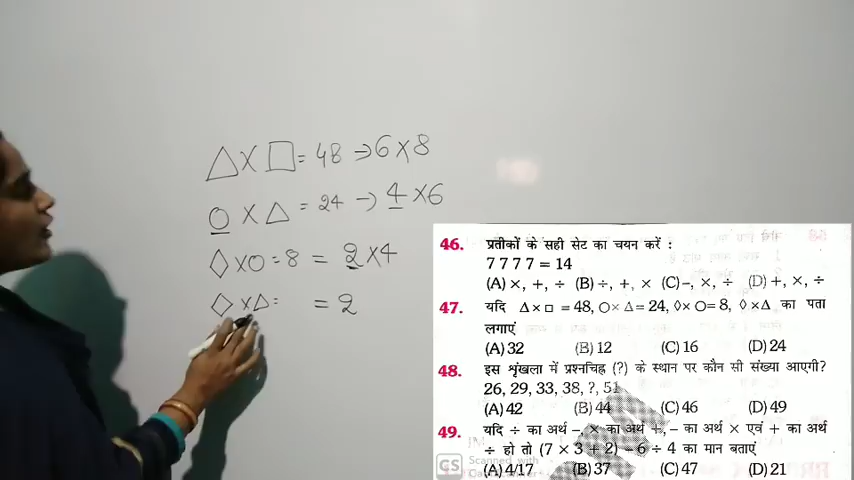 △ × □ = 48 → 6 × 8
○ × △ = 24 → 4 × 6
◊ × ○ = 8 = 2 × 4
◊ × △ = = 2
46. प्रतीकों के सही सेट का चयन करें :
7 7 7 7 = 14
(A) ×, +, ÷ (B) ÷, +, × (C) –, ×, ÷ (D) +, ×, ÷
47. यदि Δ × □ = 48, ○ × Δ = 24, ◊ × ○ = 8, ◊ × Δ का पता
लगाएं
(A) 32 (B) 12 (C) 16 (D) 24
48. इस शृंखला में प्रश्नचिह्न (?) के स्थान पर कौन सी संख्या आएगी?
26, 29, 33, 38, ?, 51
(A) 42 (B) 44 (C) 46 (D) 49
49. यदि ÷ का अर्थ –, × का अर्थ +, – का अर्थ × एवं + का अर्थ
÷ हो तो (7 × 3 + 2) – 6 ÷ 4 का मान बताएं
CS Scanned with
(A) 4/17 (B) 37 (C) 47 (D) 21